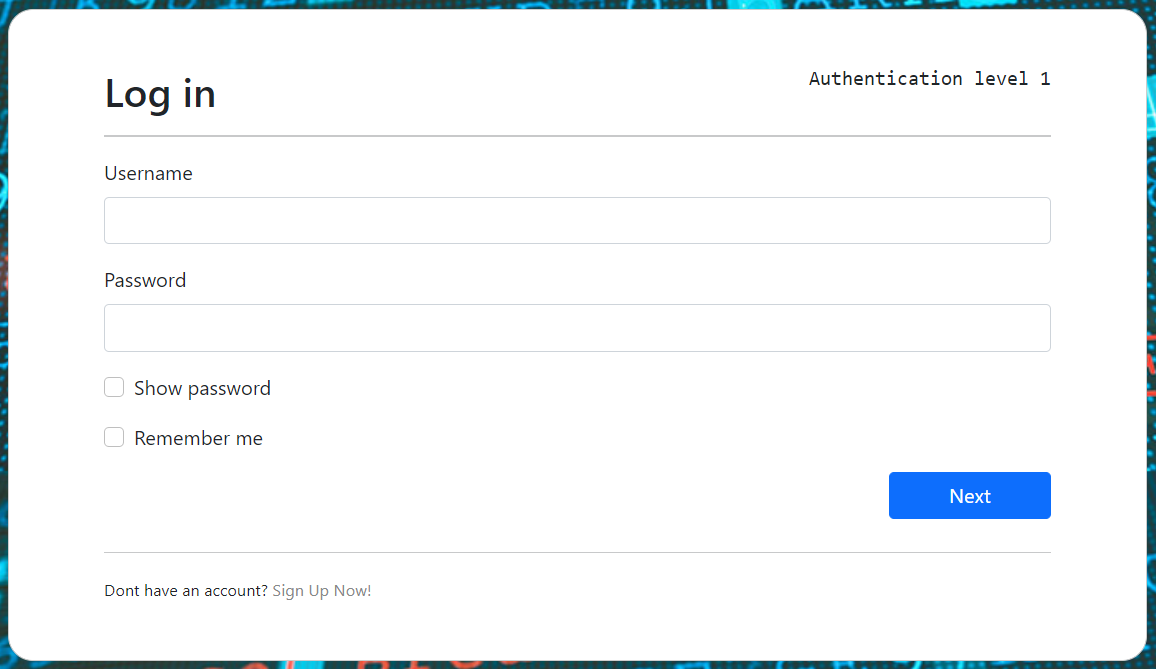 Log in
Authentication level 1
Username
Password
Show password
Remember me
Next
Dont have an account? Sign Up Now!